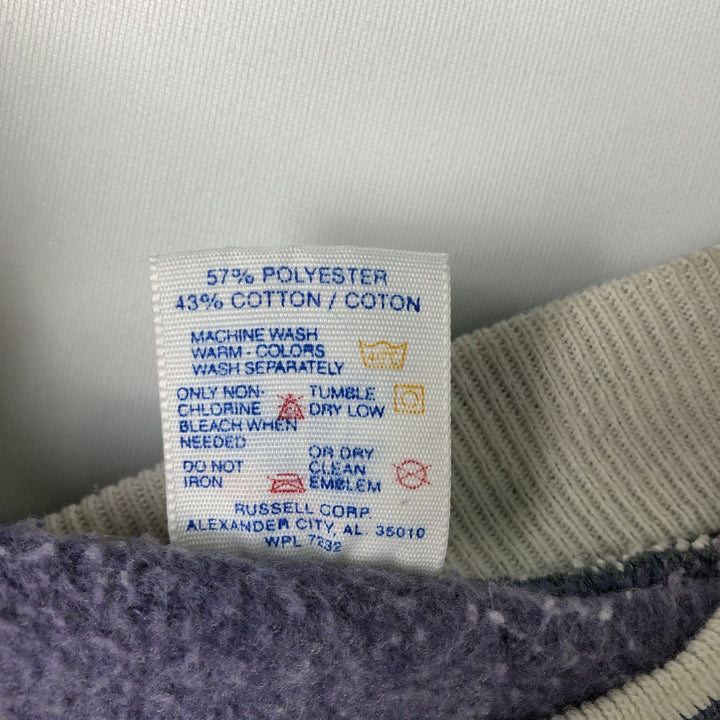 57% POLYESTER
43% COTTON / COTON
MACHINE WASH
WARM - COLORS
WASH SEPARATELY
ONLY NON-
CHLORINE
BLEACH WHEN
NEEDED
TUMBLE
DRY LOW
DO NOT
IRON
OR DRY
CLEAN
EMBLEM
RUSSELL CORP
ALEXANDER CITY, AL. 35010
WPL 7232